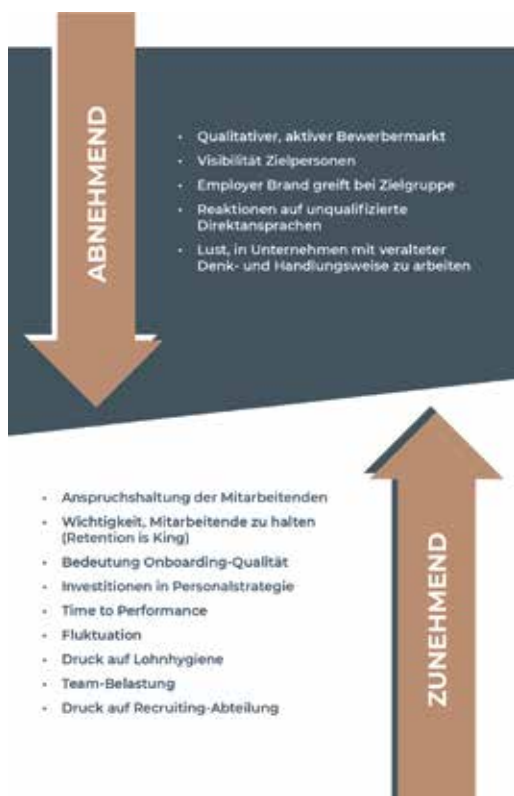 ABNEHMEND
• Qualitativer, aktiver Bewerbermarkt
• Visibilität Zielpersonen
• Employer Brand greift bei Zielgruppe
• Reaktionen auf unqualifizierte
Direktansprachen
• Lust, in Unternehmen mit veralteter
Denk- und Handlungsweise zu arbeiten
• Anspruchshaltung der Mitarbeitenden
• Wichtigkeit, Mitarbeitende zu halten
(Retention is King)
• Bedeutung Onboarding-Qualität
• Investitionen in Personalstrategie
• Time to Performance
• Fluktuation
• Druck auf Lohnhygiene
• Team-Belastung
• Druck auf Recruiting-Abteilung
ZUNEHMEND